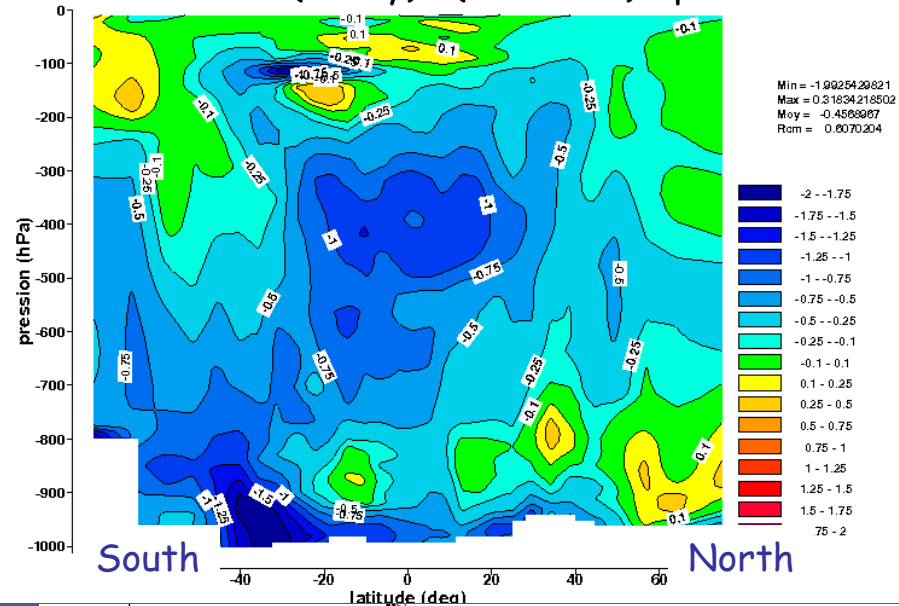 0
-100
-200
-300
-400
-500
-600
-700
-800
-900
-1000
pression (hPa)
-0.1
0.1
0.1
-0.1
-0.25
-0.1
-0.25
-0.1
-0.25
-0.5
-0.25
-0.25
-0.5
-1
-1
-0.75
-0.5
-0.5
-0.5
-0.75
-0.75
-0.25
-0.25
-0.1
0.1
-1
-1.25
-1.5
-1
-0.5
-0.75
0.1
Min = -1.9925429821
Max = 0.31834218502
Moy = -0.4568967
Rcm = 0.6070204
-2 --1.75
-1.75 --1.5
-1.5 --1.25
-1.25 --1
-1 --0.75
-0.75 --0.5
-0.5 --0.25
-0.25 --0.1
-0.1 - 0.1
0.1 - 0.25
0.25 - 0.5
0.5 - 0.75
0.75 - 1
1 - 1.25
1.25 - 1.5
1.5 - 1.75
75 - 2
South
North
-40 -20 0 20 40 60
latitude (deg)